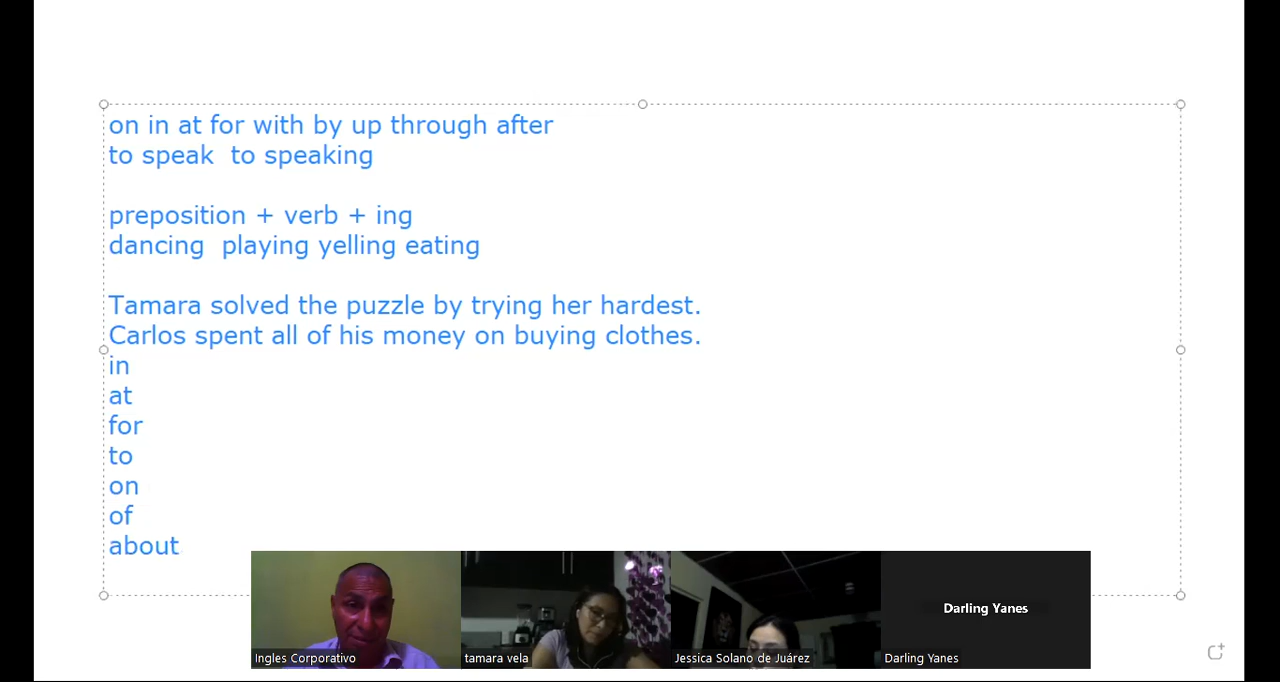 on in at for with by up through after
to speak  to speaking
preposition + verb + ing
dancing  playing yelling eating
Tamara solved the puzzle by trying her hardest.
Carlos spent all of his money on buying clothes.
in
at
for
to
on
of
about
Darling Yanes
Ingles Corporativo
tamara vela
Jessica Solano de Juárez
Darling Yanes